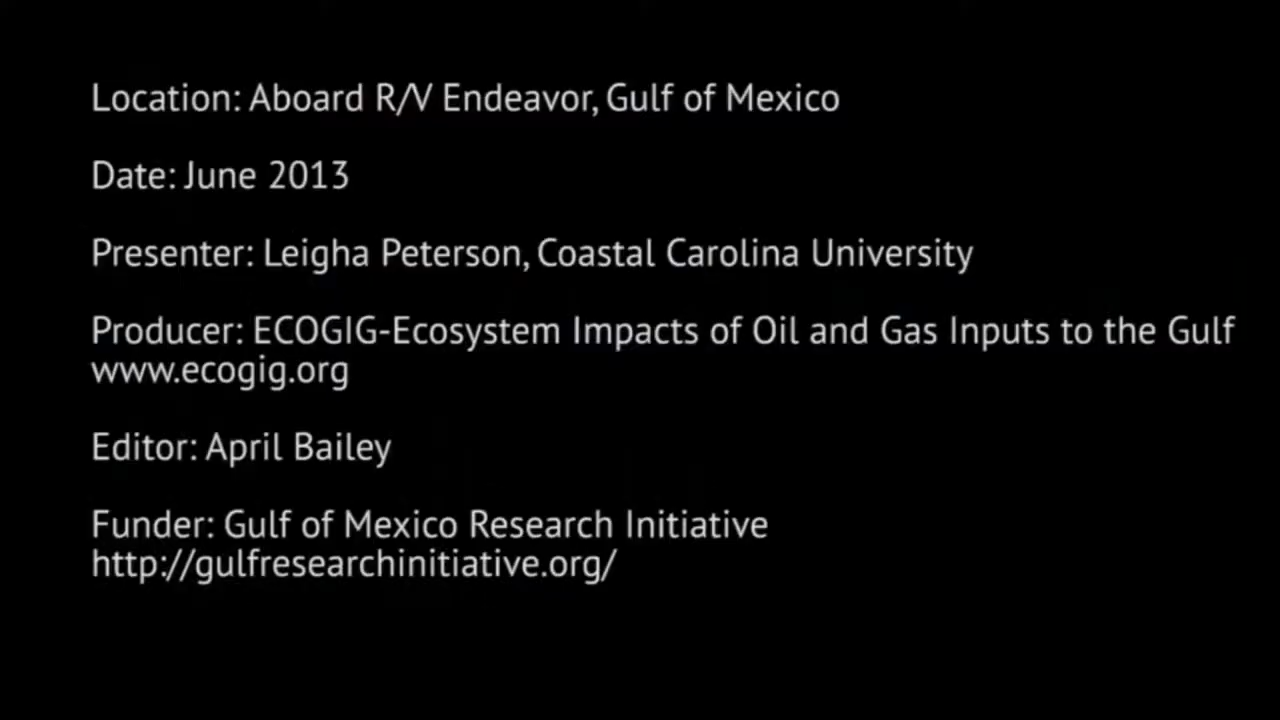 Location: Aboard R/V Endeavor, Gulf of Mexico
Date: June 2013
Presenter: Leigha Peterson, Coastal Carolina University
Producer: ECOGIG-Ecosystem Impacts of Oil and Gas Inputs to the Gulf
www.ecogig.org
Editor: April Bailey
Funder: Gulf of Mexico Research Initiative
http://gulfresearchinitiative.org/